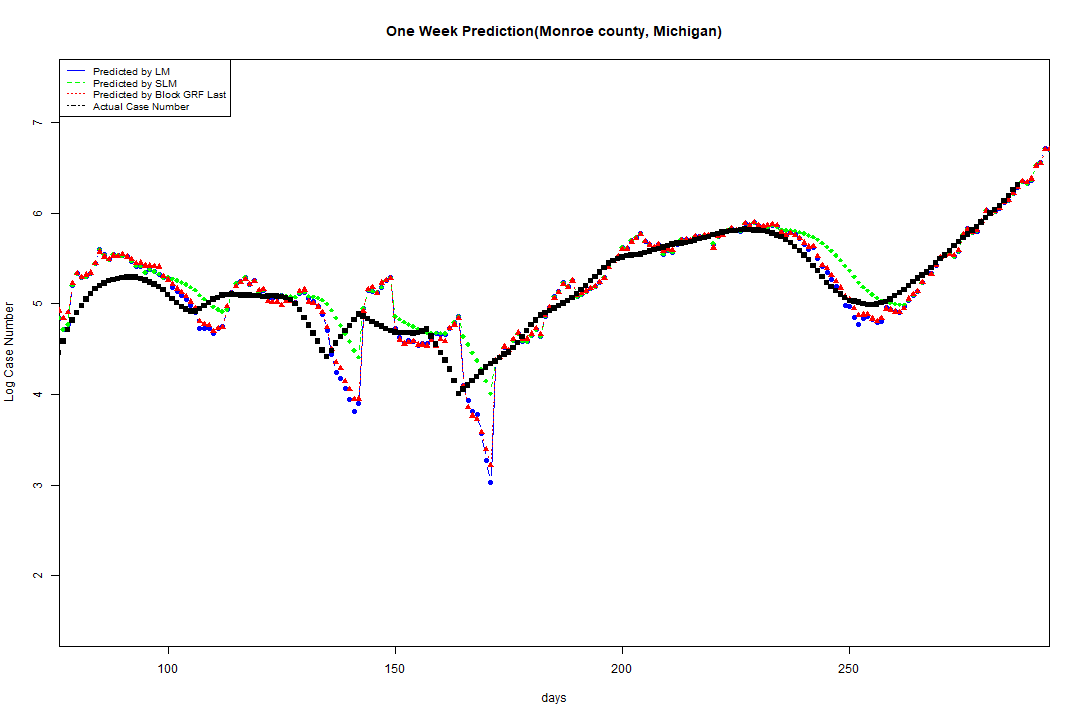 One Week Prediction(Monroe county, Michigan)
Predicted by LM
Predicted by SLM
Predicted by Block GRF Last
Actual Case Number
7
6
5
4
3
2
Log Case Number
100 150 200 250
days